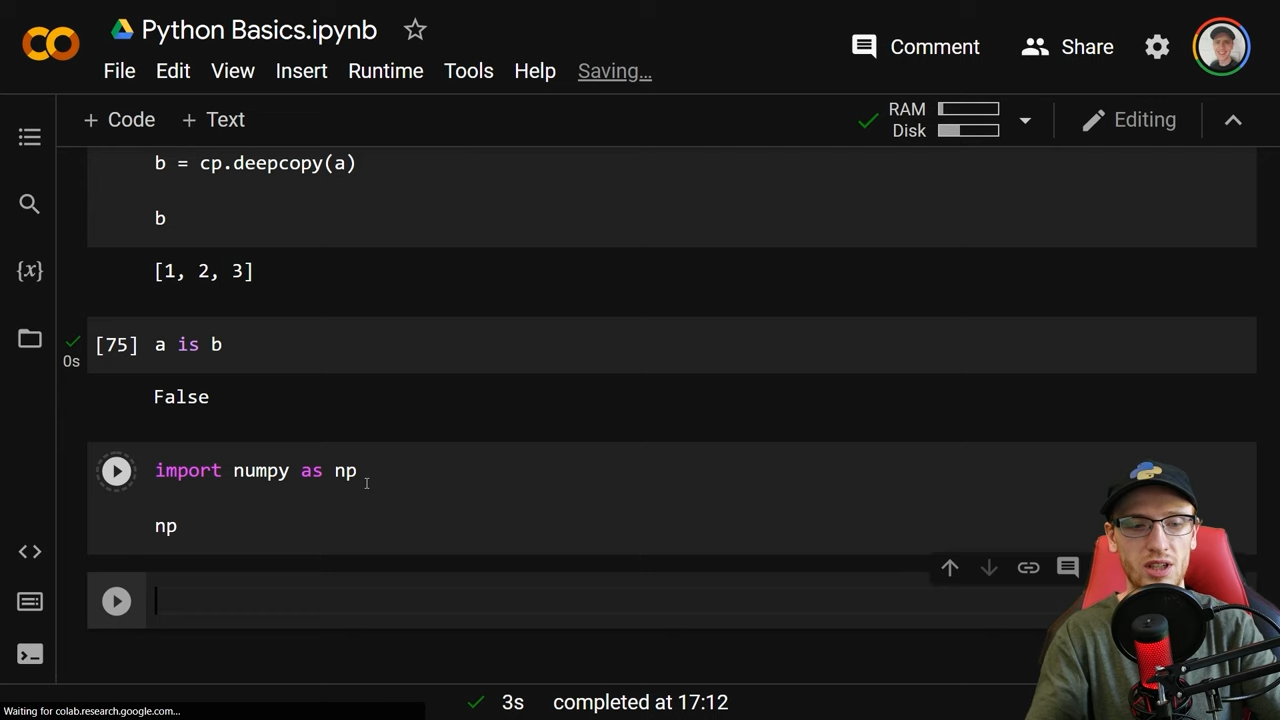 Python Basics.ipynb
Comment
Share
File Edit View Insert Runtime Tools Help Saving…
+ Code + Text
RAM
Disk
Editing
b = cp.deepcopy(a)
b
[1, 2, 3]
{x}
[75] a is b
0s
False
import numpy as np
np
Waiting for colab.research.google.com...
3s completed at 17:12